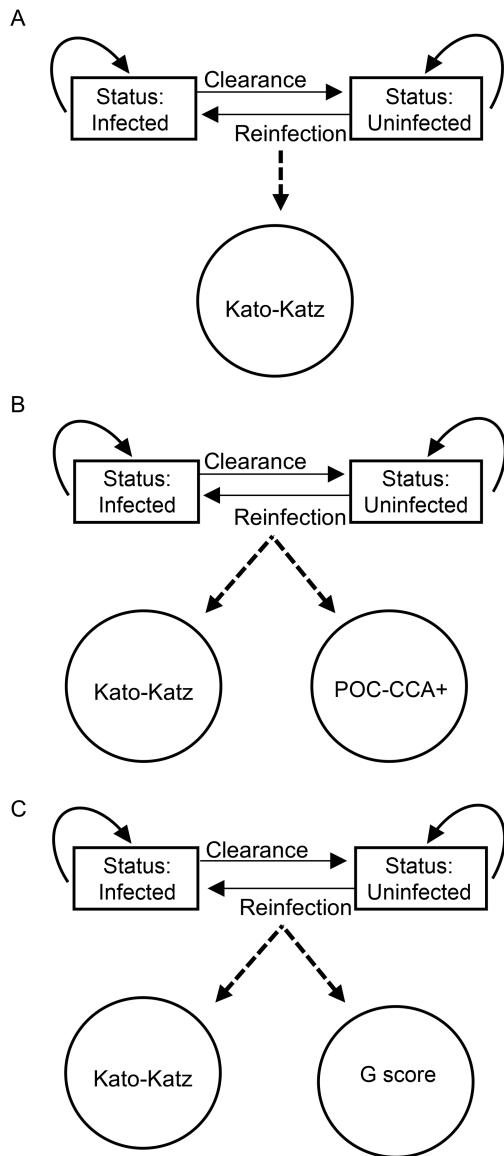 A
Status:
Infected
Clearance
Reinfection
Status:
Uninfected
Kato-Katz
B
Status:
Infected
Clearance
Reinfection
Status:
Uninfected
Kato-Katz
POC-CCA+
C
Status:
Infected
Clearance
Reinfection
Status:
Uninfected
Kato-Katz
G score